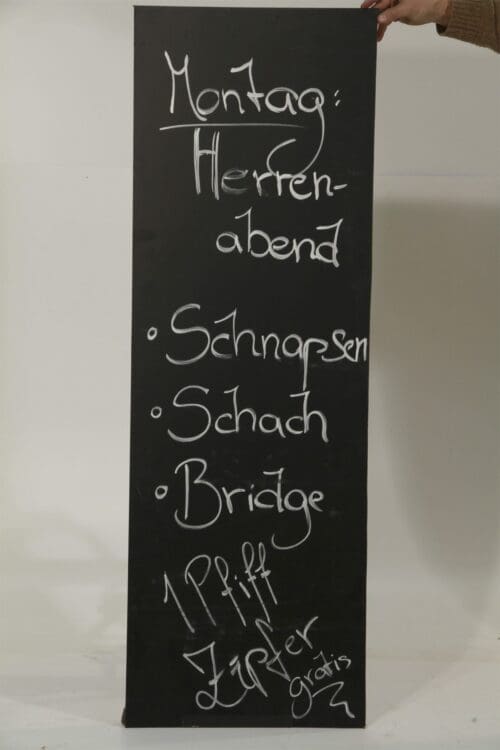 Montag:
Herren-
abend
• Schnapsen
• Schach
• Bridge
1 Pfiff
Zipfer
gratis